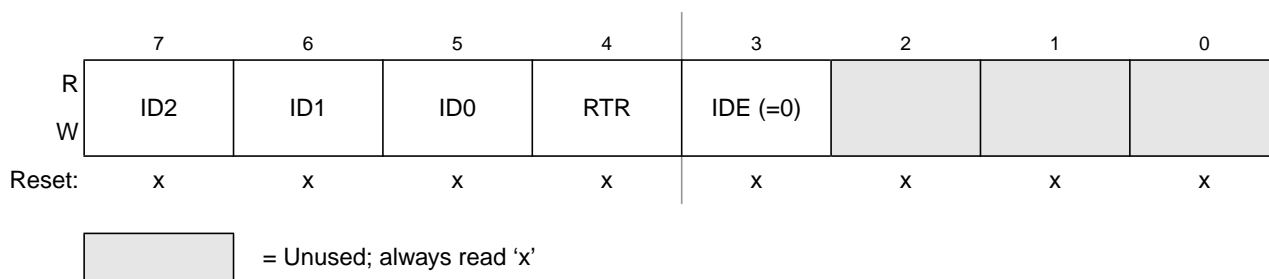 7 6 5 4 3 2 1 0
R
W
ID2 ID1 ID0 RTR IDE (=0)
Reset: x x x x x x x x
= Unused; always read ‘x’